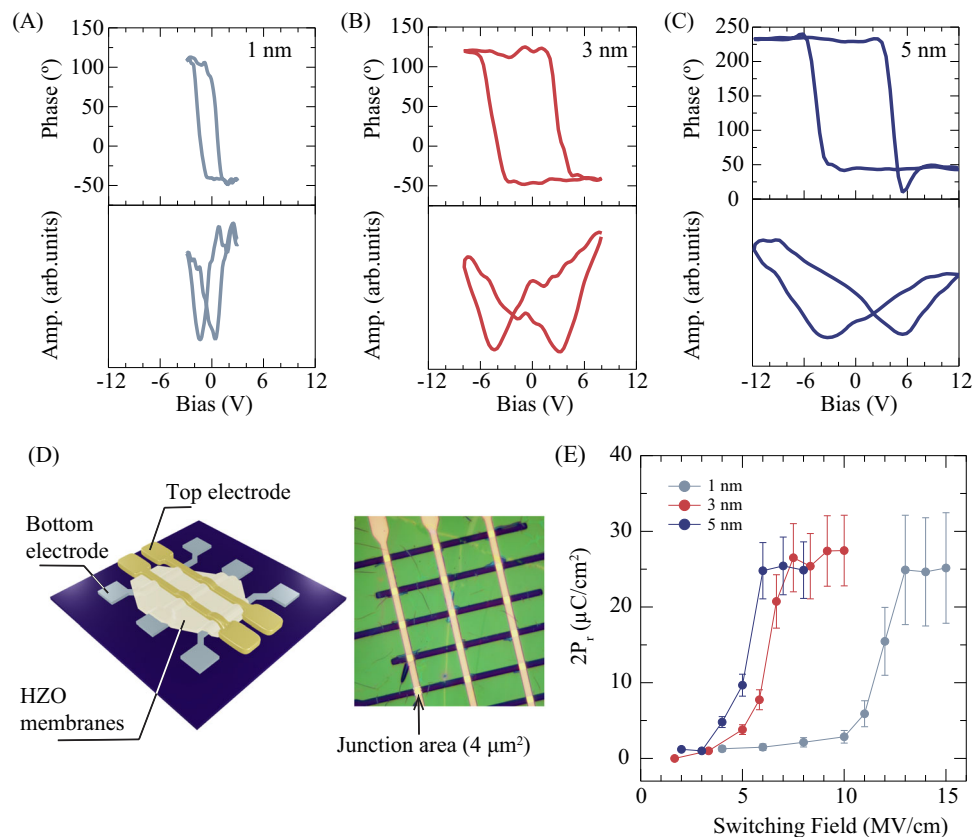 (A)
1 nm
Phase (º)
150
100
50
0
-50
Amp. (arb.units)
-12
-6
0
6
12
Bias (V)
(B)
3 nm
Phase (º)
150
100
50
0
-50
Amp. (arb.units)
-12
-6
0
6
12
Bias (V)
(C)
5 nm
Phase (º)
250
200
150
100
50
0
Amp. (arb.units)
-12
-6
0
6
12
Bias (V)
(D)
Top electrode
Bottom
electrode
HZO
membranes
Junction area (4 μm²)
(E)
1 nm
3 nm
5 nm
2Pᵣ (μC/cm²)
40
30
20
10
0
0
5
10
15
Switching Field (MV/cm)